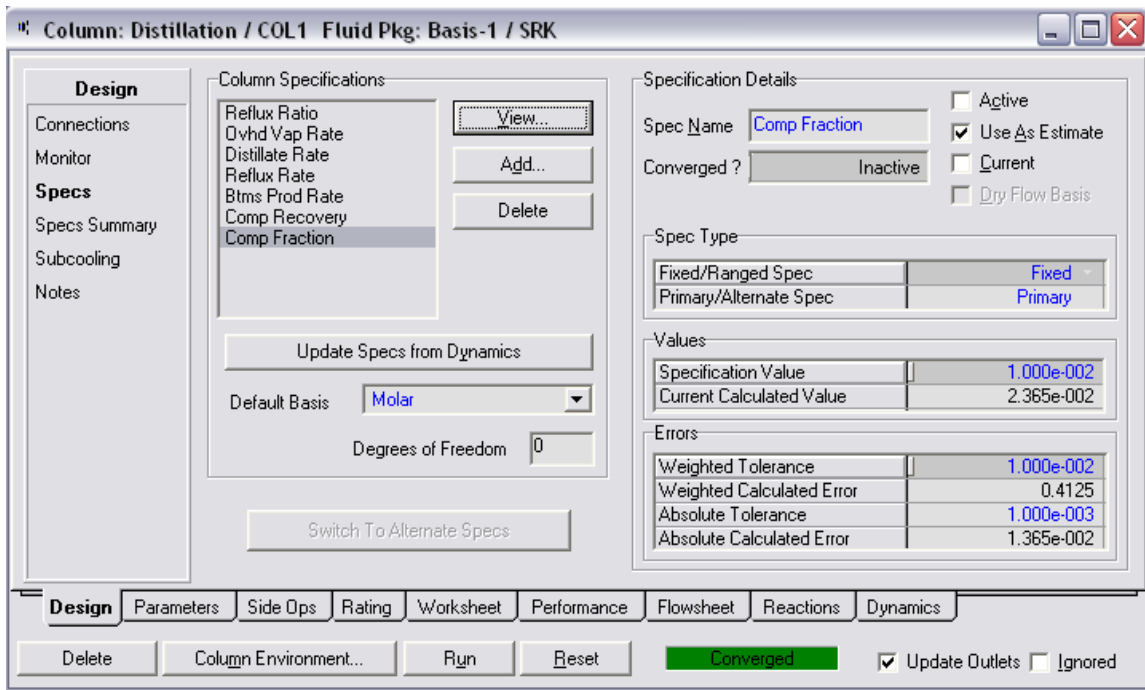 Column: Distillation / COL1 Fluid Pkg: Basis-1 / SRK
Design
Connections
Monitor
Specs
Specs Summary
Subcooling
Notes
Column Specifications
Reflux Ratio
Ovhd Vap Rate
Distillate Rate
Reflux Rate
Btms Prod Rate
Comp Recovery
Comp Fraction
View...
Add...
Delete
Update Specs from Dynamics
Default Basis Molar
Degrees of Freedom 0
Switch To Alternate Specs
Specification Details
Spec Name Comp Fraction
Converged ? Inactive
Active
Use As Estimate
Current
Dry Flow Basis
Spec Type
Fixed/Ranged Spec Fixed
Primary/Alternate Spec Primary
Values
Specification Value 1.000e-002
Current Calculated Value 2.365e-002
Errors
Weighted Tolerance 1.000e-002
Weighted Calculated Error 0.4125
Absolute Tolerance 1.000e-003
Absolute Calculated Error 1.365e-002
Design Parameters Side Ops Rating Worksheet Performance Flowsheet Reactions Dynamics
Delete Column Environment... Run Reset Converged Update Outlets Ignored